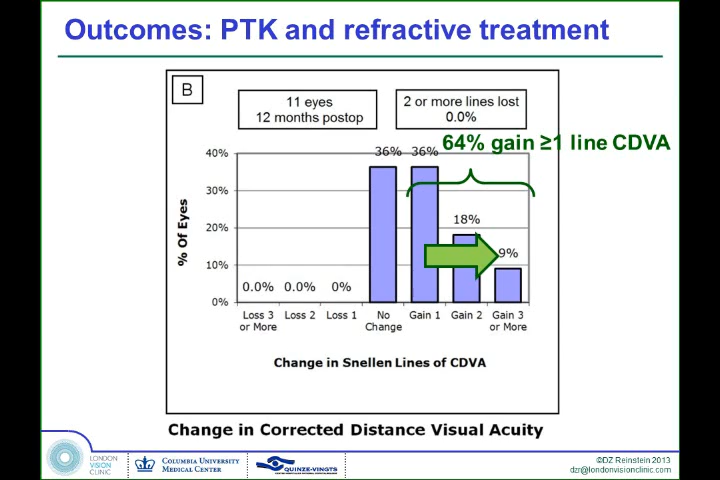 Outcomes: PTK and refractive treatment
B
11 eyes
12 months postop
2 or more lines lost
0.0%
64% gain ≥1 line CDVA
% Of Eyes
40%
30%
20%
10%
0%
0.0%
0.0%
0%
36%
36%
18%
9%
Loss 3
or More
Loss 2
Loss 1
No
Change
Gain 1
Gain 2
Gain 3
or More
Change in Snellen Lines of CDVA
Change in Corrected Distance Visual Acuity
LONDON
VISION
CLINIC
COLUMBIA UNIVERSITY
MEDICAL CENTER
QUINZE-VINGTS
©DZ Reinstein 2013
dzr@londonvisionclinic.com